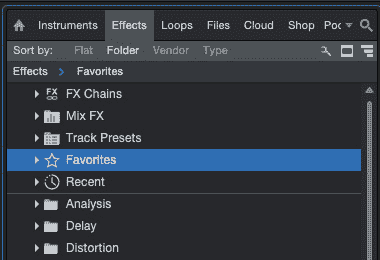 Instruments Effects Loops Files Cloud Shop Poo
Sort by: Flat Folder Vendor Type
Effects > Favorites
FX Chains
Mix FX
Track Presets
Favorites
Recent
Analysis
Delay
Distortion